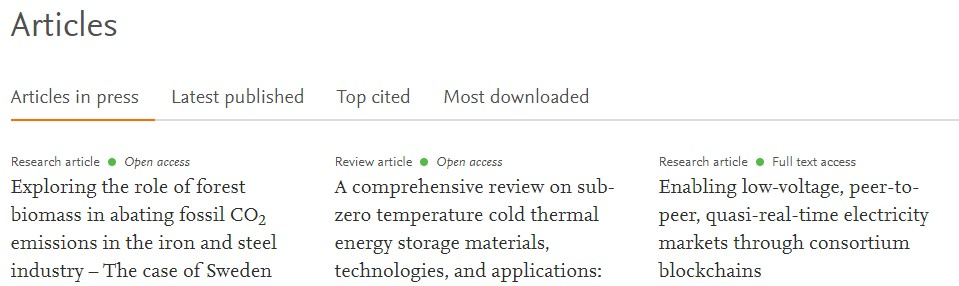 Articles
Articles in press Latest published Top cited Most downloaded
Research article Open access
Exploring the role of forest
biomass in abating fossil CO₂
emissions in the iron and steel
industry – The case of Sweden
Review article Open access
A comprehensive review on sub-
zero temperature cold thermal
energy storage materials,
technologies, and applications:
Research article Full text access
Enabling low-voltage, peer-to-
peer, quasi-real-time electricity
markets through consortium
blockchains